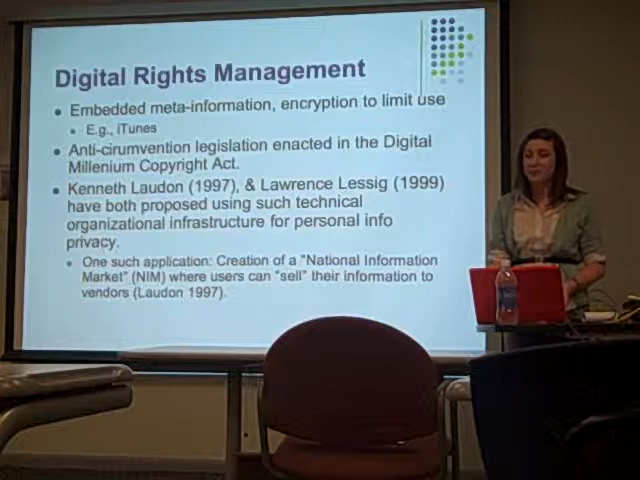 Digital Rights Management
Embedded meta-information, encryption to limit use
E.g., iTunes
Anti-cirumvention legislation enacted in the Digital
Millenium Copyright Act.
Kenneth Laudon (1997), & Lawrence Lessig (1999)
have both proposed using such technical
organizational infrastructure for personal info
privacy.
One such application: Creation of a "National Information
Market" (NIM) where users can "sell" their information to
vendors (Laudon 1997).